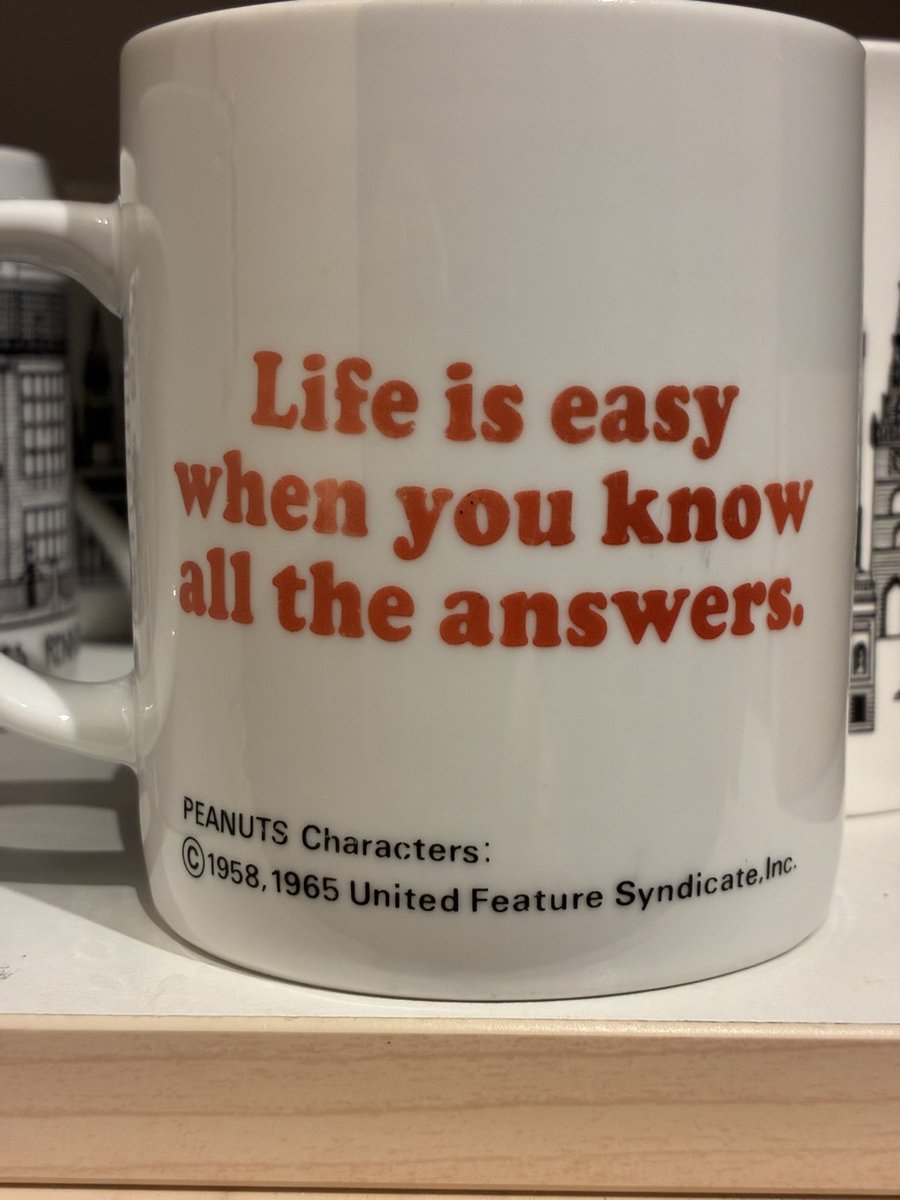 Life is easy
when you know
all the answers.
PEANUTS Characters:
©1958,1965 United Feature Syndicate,Inc.